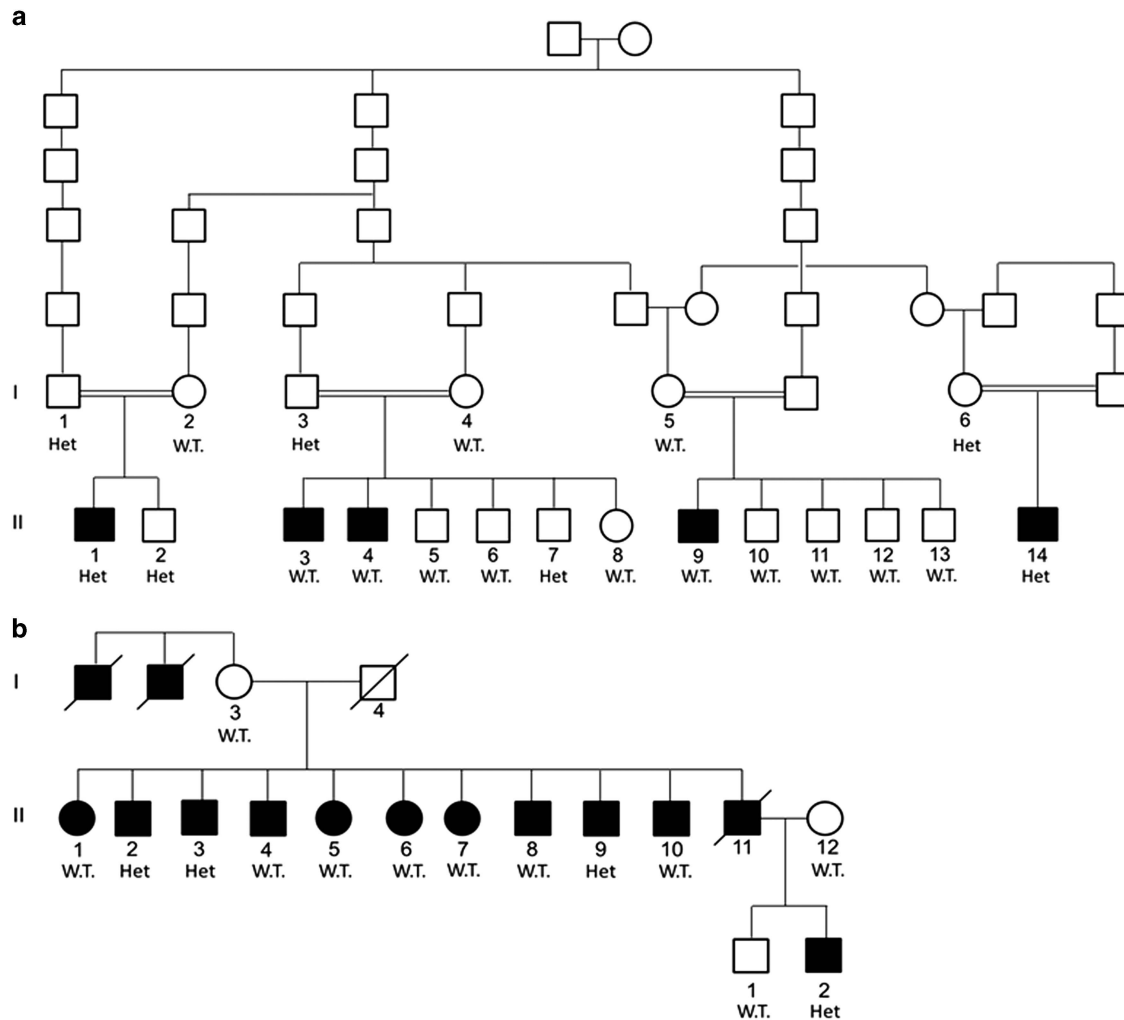 a
I
1 2 3 4 5 6
Het W.T. Het W.T. W.T. Het
II
1 2 3 4 5 6 7 8 9 10 11 12 13 14
Het Het W.T. W.T. W.T. W.T. Het W.T. W.T. W.T. W.T. W.T. W.T. Het
b
I
3 4
W.T.
II
1 2 3 4 5 6 7 8 9 10 11 12
W.T. Het Het W.T. W.T. W.T. W.T. W.T. Het W.T. W.T.
1 2
W.T. Het